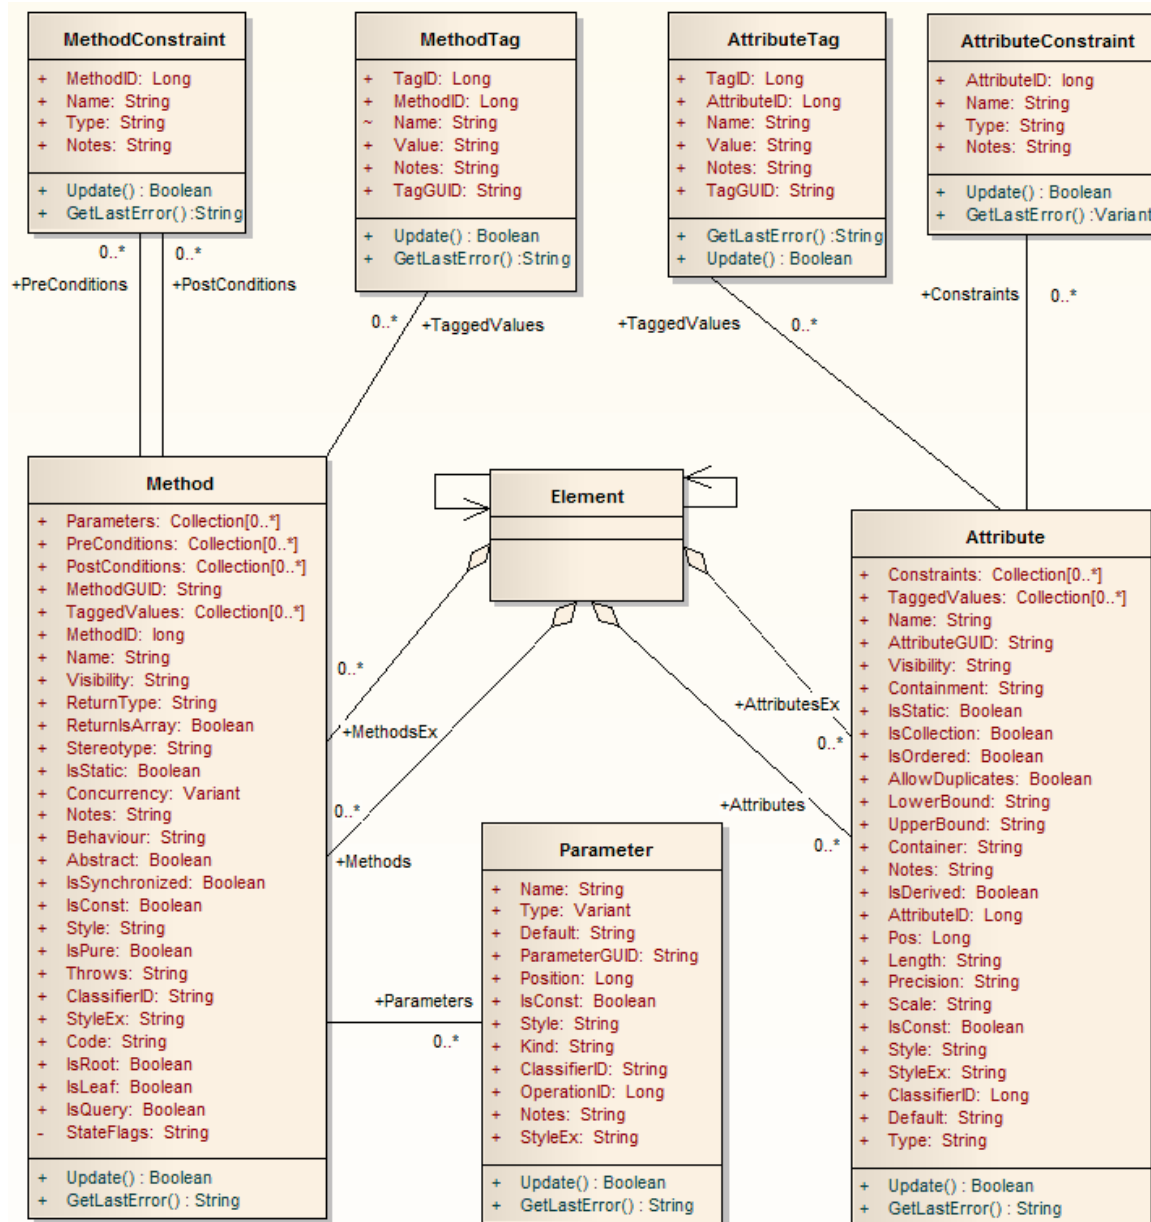 MethodConstraint
+ MethodID: Long
+ Name: String
+ Type: String
+ Notes: String
+ Update() : Boolean
+ GetLastError() :String
MethodTag
+ TagID: Long
+ MethodID: Long
~ Name: String
+ Value: String
+ Notes: String
+ TagGUID: String
+ Update() : Boolean
+ GetLastError() :String
AttributeTag
+ TagID: Long
+ AttributeID: Long
+ Name: String
+ Value: String
+ Notes: String
+ TagGUID: String
+ GetLastError() :String
+ Update() : Boolean
AttributeConstraint
+ AttributeID: long
+ Name: String
+ Type: String
+ Notes: String
+ Update() : Boolean
+ GetLastError() :Variant
0..*
0..*
+PreConditions
+PostConditions
0..*
+TaggedValues
+TaggedValues
0..*
+Constraints
0..*
Method
+ Parameters: Collection[0..*]
+ PreConditions: Collection[0..*]
+ PostConditions: Collection[0..*]
+ MethodGUID: String
+ TaggedValues: Collection[0..*]
+ MethodID: long
+ Name: String
+ Visibility: String
+ ReturnType: String
+ ReturnIsArray: Boolean
+ Stereotype: String
+ IsStatic: Boolean
+ Concurrency: Variant
+ Notes: String
+ Behaviour: String
+ Abstract: Boolean
+ IsSynchronized: Boolean
+ IsConst: Boolean
+ Style: String
+ IsPure: Boolean
+ Throws: String
+ ClassifierID: String
+ StyleEx: String
+ Code: String
+ IsRoot: Boolean
+ IsLeaf: Boolean
+ IsQuery: Boolean
- StateFlags: String
+ Update() : Boolean
+ GetLastError() : String
Element
0..*
+MethodsEx
0..*
+Methods
+AttributesEx
0..*
+Attributes
0..*
+Parameters
0..*
Parameter
+ Name: String
+ Type: Variant
+ Default: String
+ ParameterGUID: String
+ Position: Long
+ IsConst: Boolean
+ Style: String
+ Kind: String
+ ClassifierID: String
+ OperationID: Long
+ Notes: String
+ StyleEx: String
+ Update() : Boolean
+ GetLastError() : String
Attribute
+ Constraints: Collection[0..*]
+ TaggedValues: Collection[0..*]
+ Name: String
+ AttributeGUID: String
+ Visibility: String
+ Containment: String
+ IsStatic: Boolean
+ IsCollection: Boolean
+ IsOrdered: Boolean
+ AllowDuplicates: Boolean
+ LowerBound: String
+ UpperBound: String
+ Container: String
+ Notes: String
+ IsDerived: Boolean
+ AttributeID: Long
+ Pos: Long
+ Length: String
+ Precision: String
+ Scale: String
+ IsConst: Boolean
+ Style: String
+ StyleEx: String
+ ClassifierID: Long
+ Default: String
+ Type: String
+ Update() : Boolean
+ GetLastError() : String